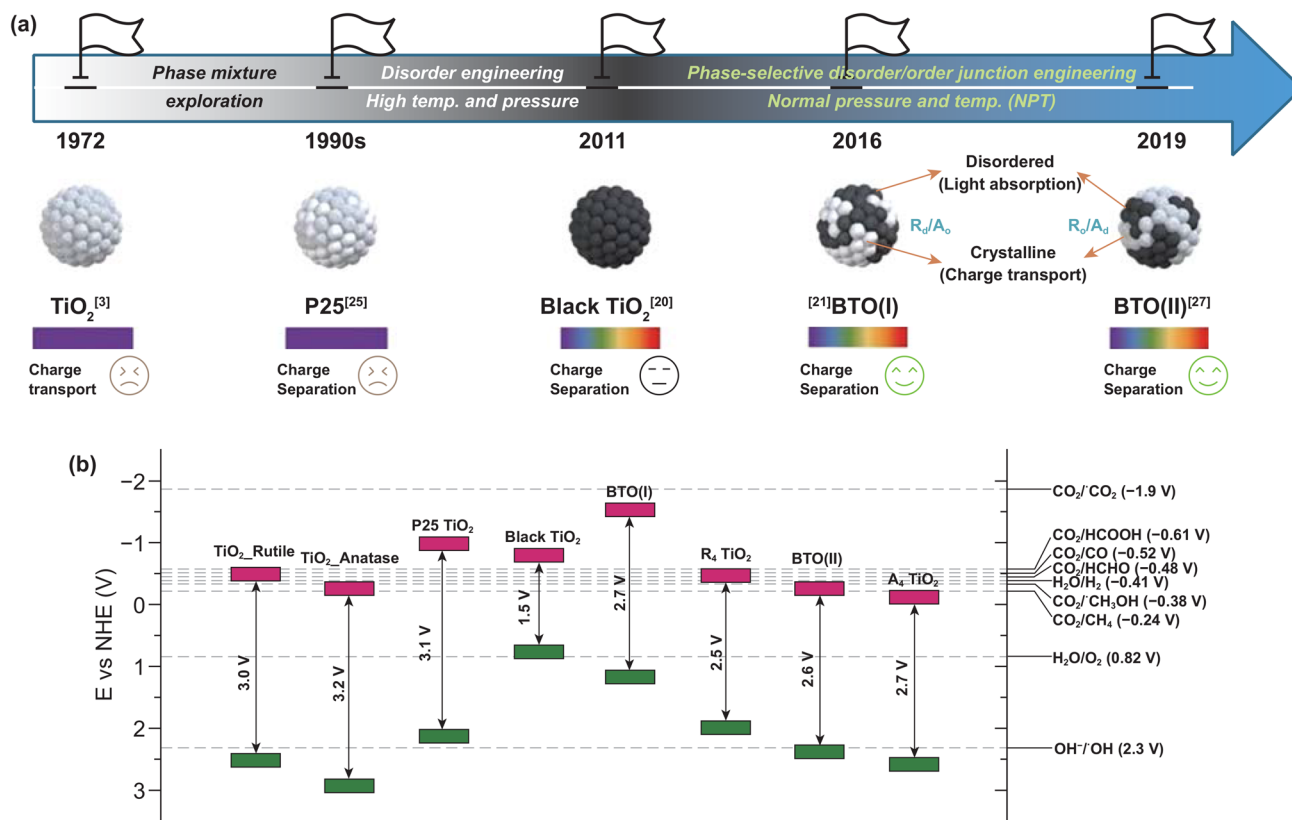 (a)
Phase mixture
exploration
Disorder engineering
High temp. and pressure
Phase-selective disorder/order junction engineering
Normal pressure and temp. (NPT)
1972
1990s
2011
2016
2019
Disordered
(Light absorption)
R_d/A_o
R_o/A_d
Crystalline
(Charge transport)
TiO₂[3]
P25[25]
Black TiO₂[20]
[21]BTO(I)
BTO(II)[27]
Charge
transport
Charge
Separation
Charge
Separation
Charge
Separation
Charge
Separation
(b)
E vs NHE (V)
−2
−1
0
1
2
3
TiO₂_Rutile
3.0 V
TiO₂_Anatase
3.2 V
P25 TiO₂
3.1 V
Black TiO₂
1.5 V
BTO(I)
2.7 V
R₄ TiO₂
2.5 V
BTO(II)
2.6 V
A₄ TiO₂
2.7 V
CO₂/˙CO₂ (−1.9 V)
CO₂/HCOOH (−0.61 V)
CO₂/CO (−0.52 V)
CO₂/HCHO (−0.48 V)
H₂O/H₂ (−0.41 V)
CO₂/˙CH₃OH (−0.38 V)
CO₂/CH₄ (−0.24 V)
H₂O/O₂ (0.82 V)
OH⁻/˙OH (2.3 V)